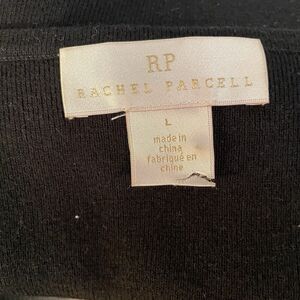 RP
RACHEL PARCELL
L
made in
china
fabriqué en
chine